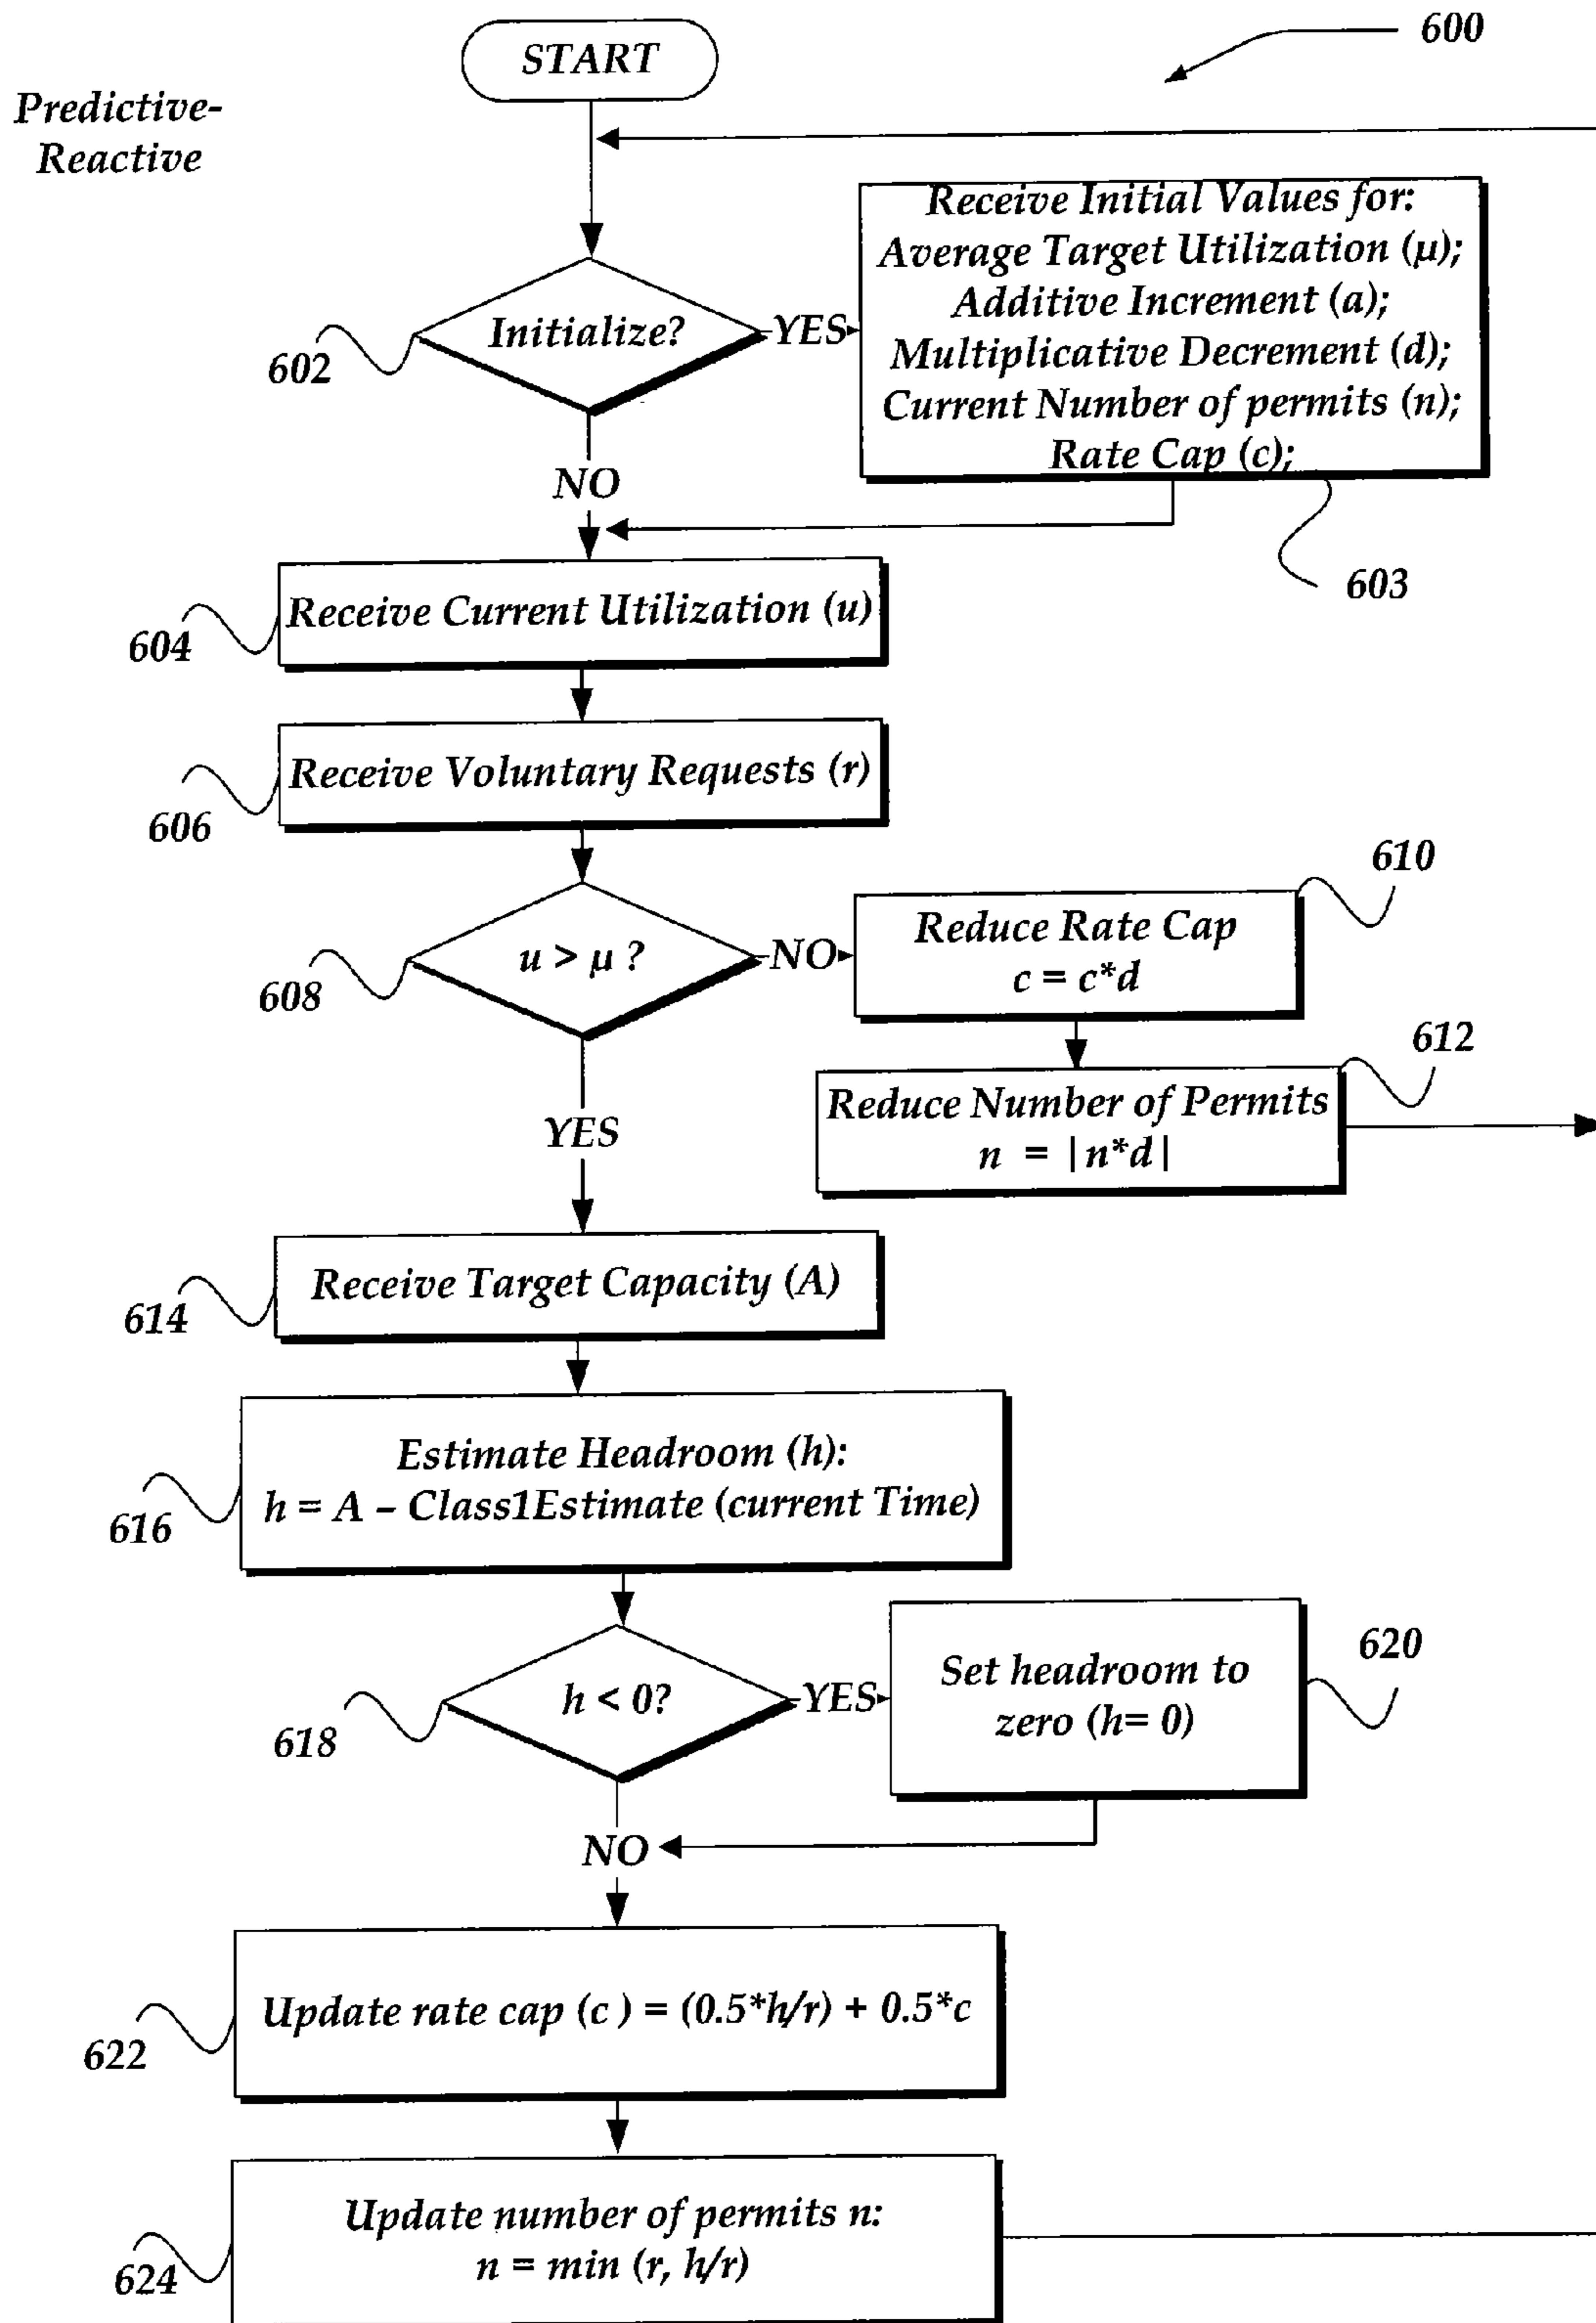 START
600
Predictive-
Reactive
Receive Initial Values for:
Average Target Utilization (μ);
Additive Increment (a);
Multiplicative Decrement (d);
Current Number of permits (n);
Rate Cap (c);
Initialize?
YES
602
NO
603
Receive Current Utilization (u)
604
Receive Voluntary Requests (r)
606
610
Reduce Rate Cap
c = c*d
u > μ ?
NO
608
612
Reduce Number of Permits
n = |n*d|
YES
Receive Target Capacity (A)
614
Estimate Headroom (h):
h = A – Class1Estimate (current Time)
616
620
Set headroom to
zero (h= 0)
h < 0?
YES
618
NO
Update rate cap (c ) = (0.5*h/r) + 0.5*c
622
Update number of permits n:
n = min (r, h/r)
624